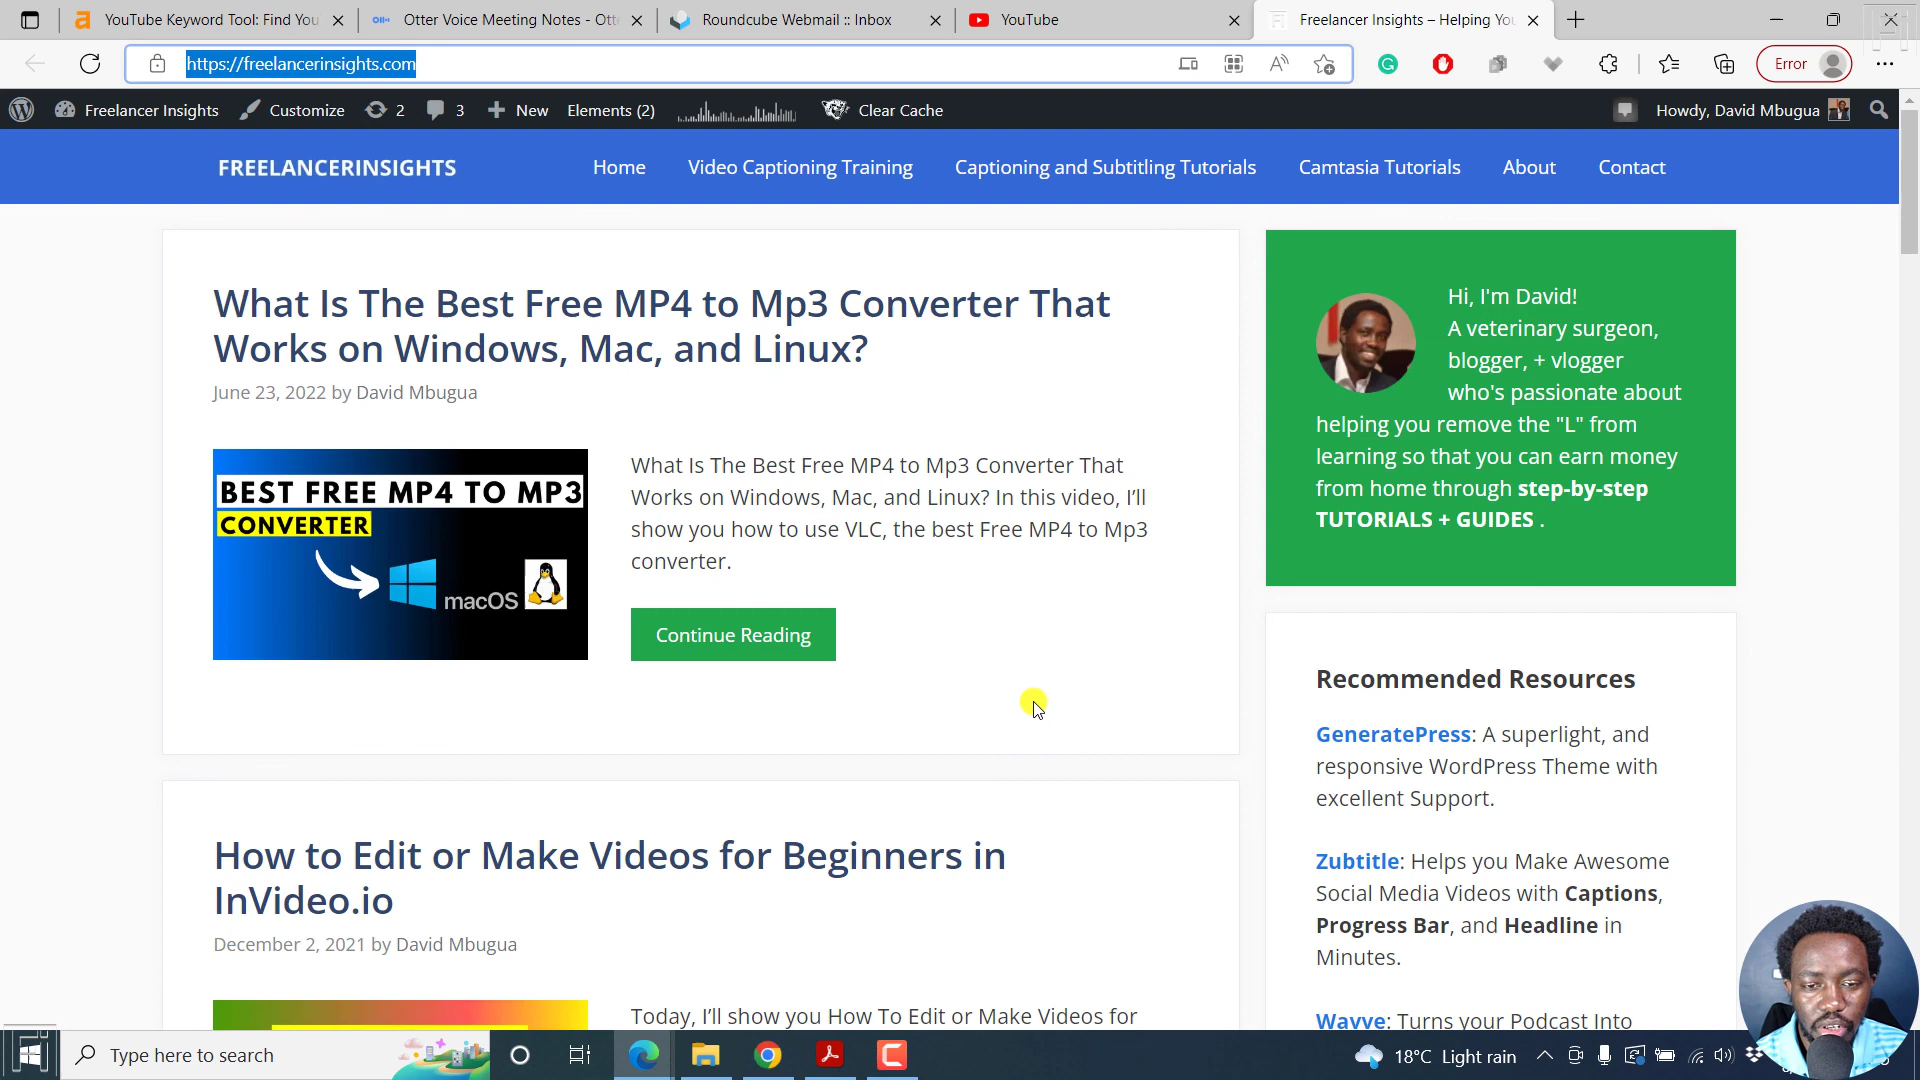 YouTube Keyword Tool: Find You
Otter Voice Meeting Notes - Ott
Roundcube Webmail :: Inbox
YouTube
Freelancer Insights – Helping You
https://freelancerinsights.com
Error
Freelancer Insights
Customize
2
3
New
Elements (2)
Clear Cache
Howdy, David Mbugua
FREELANCERINSIGHTS
Home
Video Captioning Training
Captioning and Subtitling Tutorials
Camtasia Tutorials
About
Contact
What Is The Best Free MP4 to Mp3 Converter That
Works on Windows, Mac, and Linux?
June 23, 2022 by David Mbugua
BEST FREE MP4 TO MP3
CONVERTER
macOS
What Is The Best Free MP4 to Mp3 Converter That
Works on Windows, Mac, and Linux? In this video, I'll
show you how to use VLC, the best Free MP4 to Mp3
converter.
Continue Reading
How to Edit or Make Videos for Beginners in
InVideo.io
December 2, 2021 by David Mbugua
Today, I'll show you How To Edit or Make Videos for
Hi, I'm David!
A veterinary surgeon,
blogger, + vlogger
who's passionate about
helping you remove the "L" from
learning so that you can earn money
from home through step-by-step
TUTORIALS + GUIDES .
Recommended Resources
GeneratePress: A superlight, and
responsive WordPress Theme with
excellent Support.
Zubtitle: Helps you Make Awesome
Social Media Videos with Captions,
Progress Bar, and Headline in
Minutes.
Wavve: Turns your Podcast Into
Type here to search
18°C Light rain